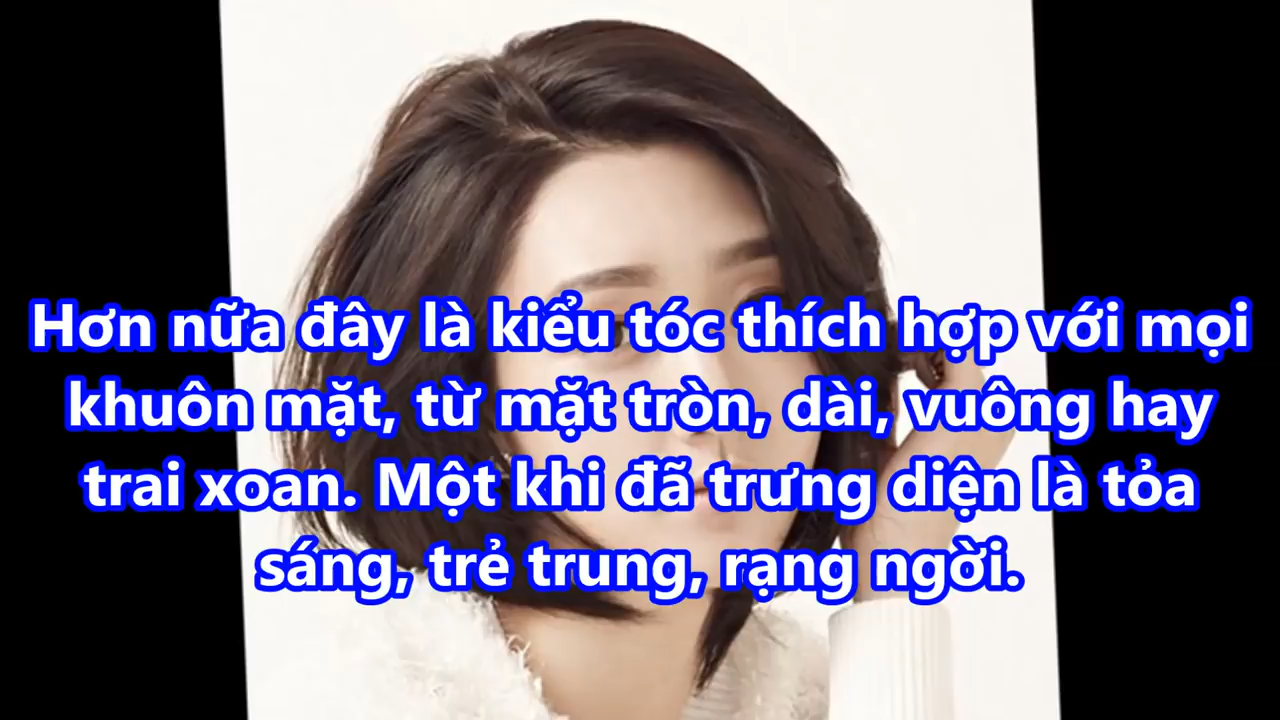 Hơn nữa đây là kiểu tóc thích hợp với mọi
khuôn mặt, từ mặt tròn, dài, vuông hay
trai xoan. Một khi đã trưng diện là tỏa
sáng, trẻ trung, rạng ngời.